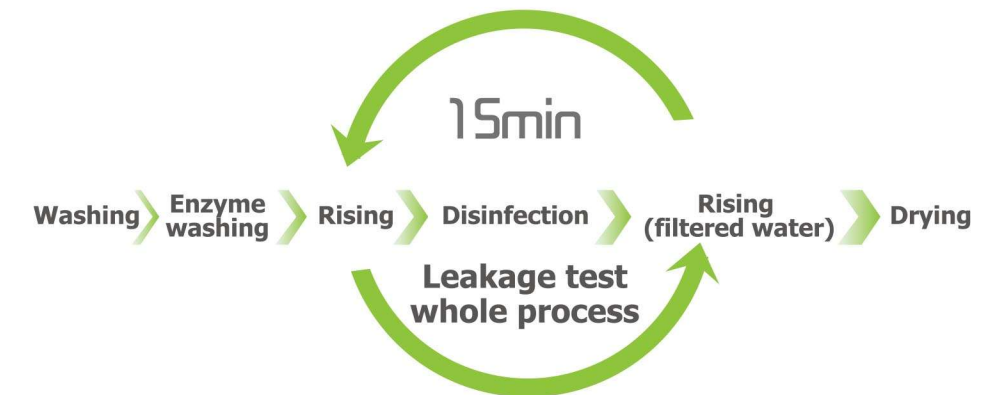 15min
Washing
Enzyme
washing
Rising
Disinfection
Rising
(filtered water)
Drying
Leakage test
whole process